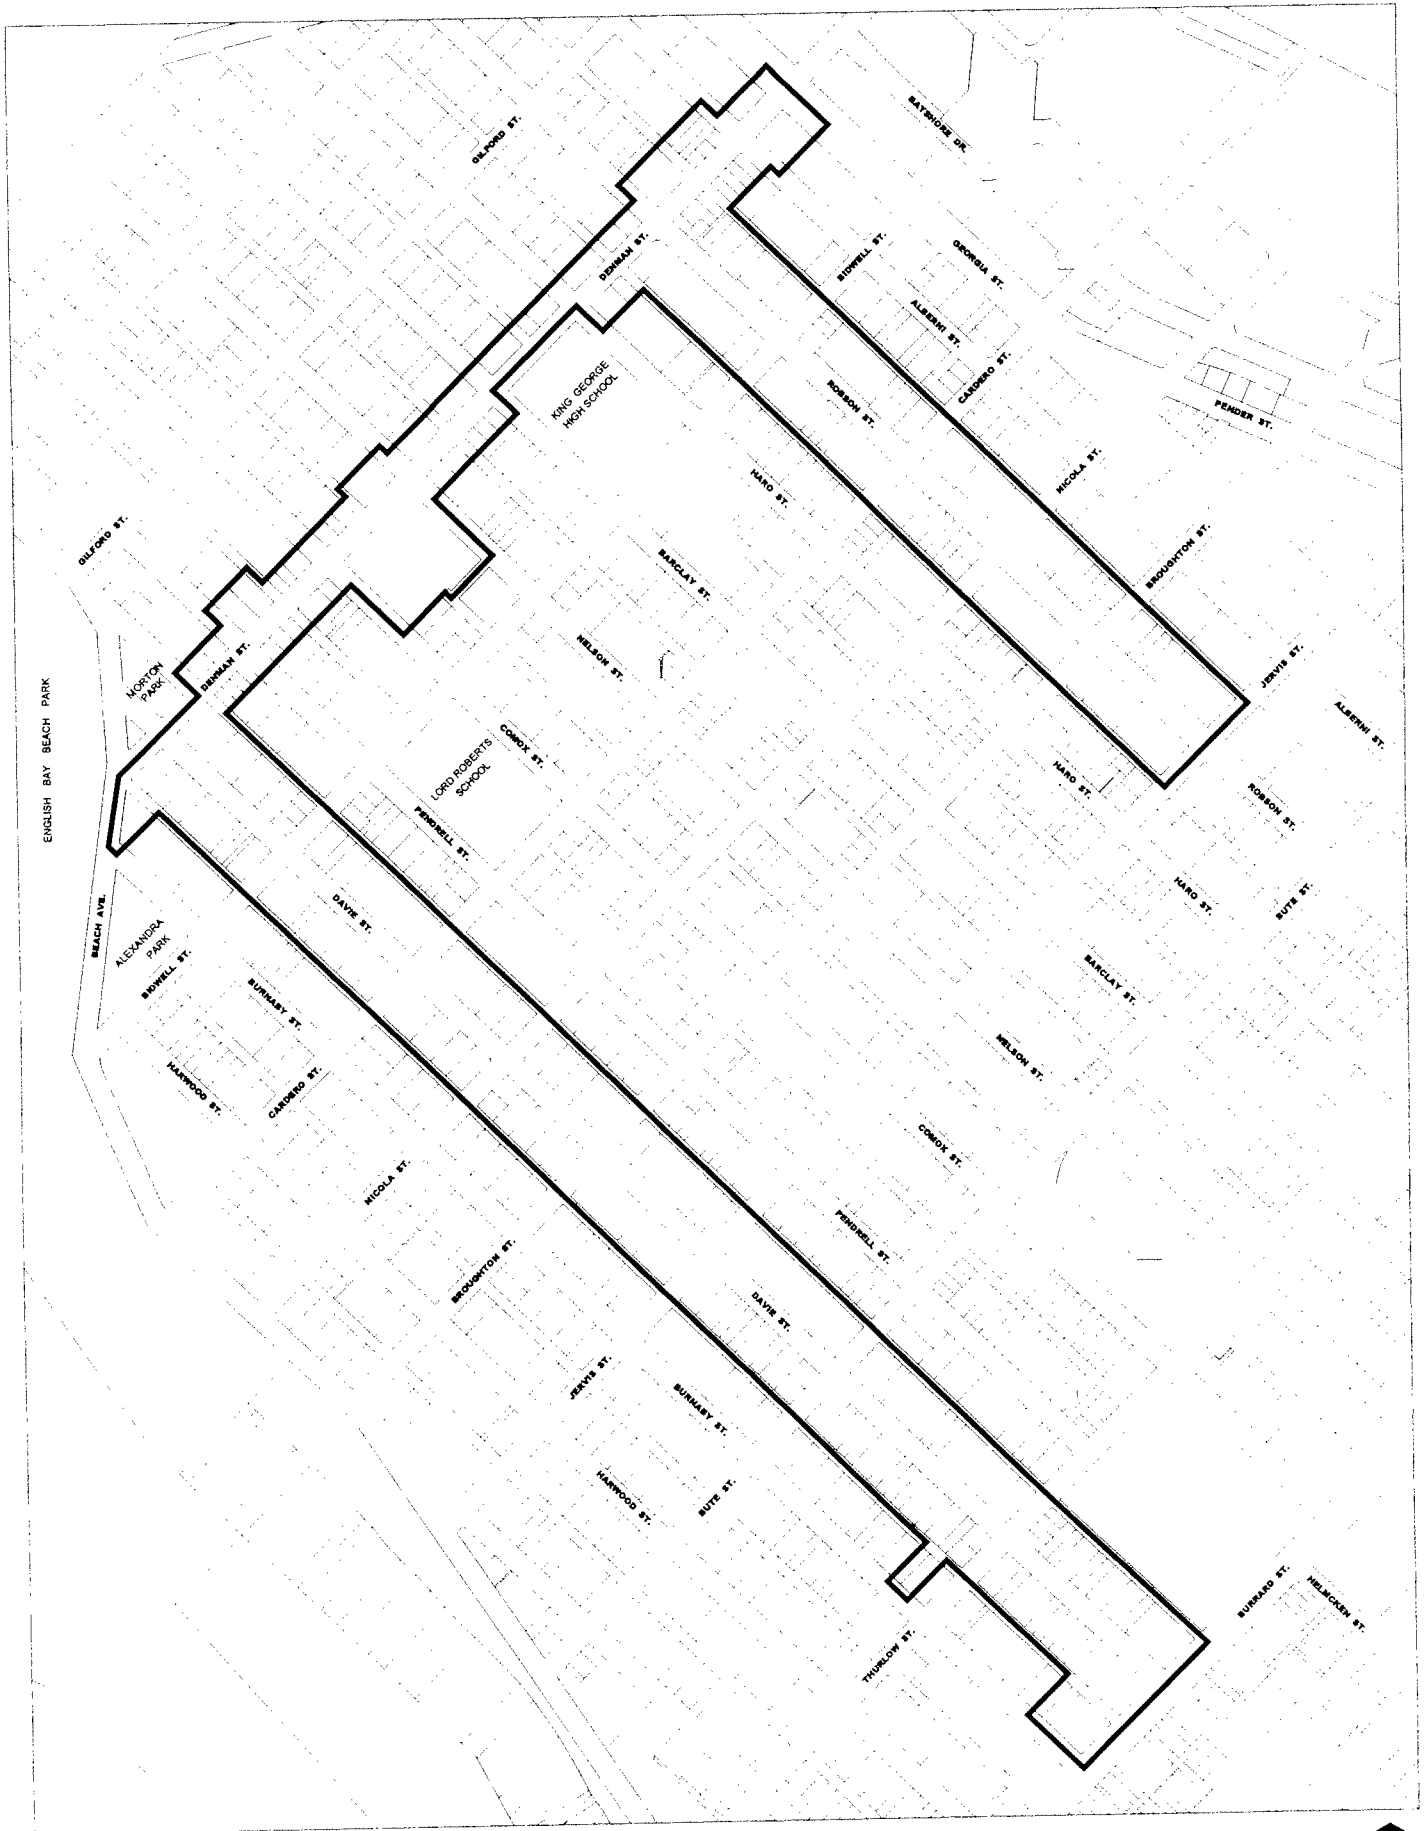 BAYSHORE DR.
GILFORD ST.
DENMAN ST.
BIDWELL ST.
GEORGIA ST.
ALBERNI ST.
CARDERO ST.
KING GEORGE
HIGH SCHOOL
ROBSON ST.
PENDER ST.
NICOLA ST.
HARO ST.
GILFORD ST.
BROUGHTON ST.
BARCLAY ST.
NELSON ST.
DENMAN ST.
MORTON
PARK
JERVIS ST.
ALBERNI ST.
ENGLISH BAY BEACH PARK
COMOX ST.
LORD ROBERTS
SCHOOL
HARO ST.
ROBSON ST.
PENDRELL ST.
HARO ST.
BUTE ST.
DAVIE ST.
BEACH AVE.
ALEXANDRA
PARK
BIDWELL ST.
BURNABY ST.
BARCLAY ST.
NELSON ST.
HARWOOD ST.
CARDERO ST.
COMOX ST.
NICOLA ST.
PENDRELL ST.
BROUGHTON ST.
DAVIE ST.
JERVIS ST.
BURNABY ST.
HARWOOD ST.
BUTE ST.
BURRARD ST.
HELMCKEN ST.
THURLOW ST.